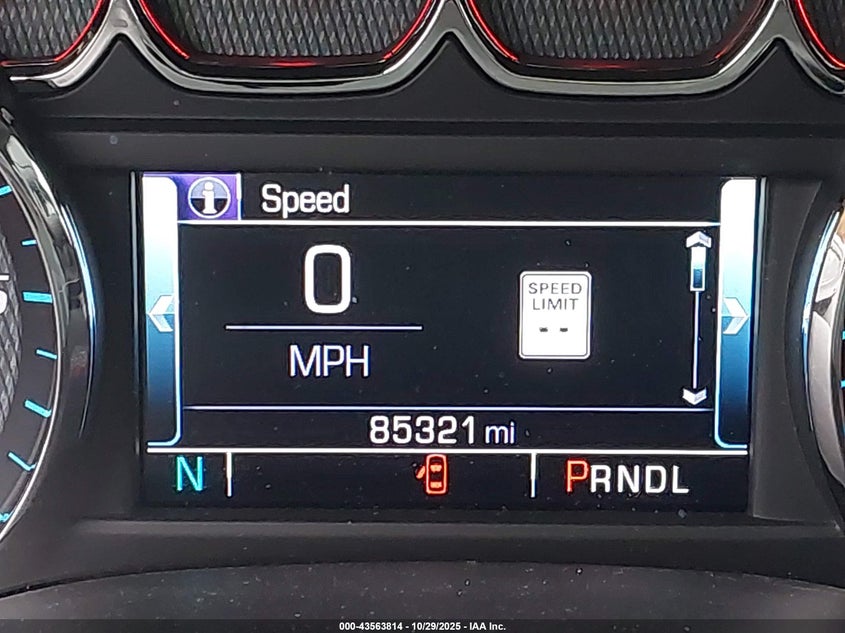 Speed
0
MPH
SPEED
LIMIT
--
85321 mi
N
PRNDL
000-43563814 - 10/29/2025 - IAA Inc.